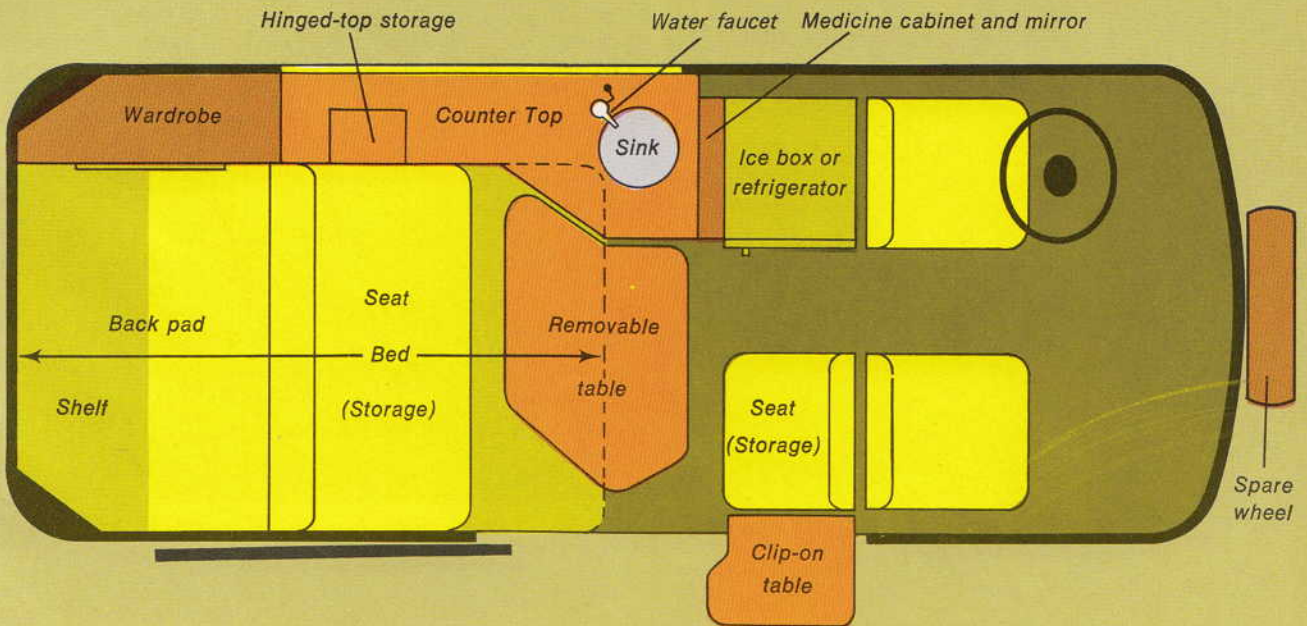 Hinged-top storage
Water faucet
Medicine cabinet and mirror
Wardrobe
Counter Top
Sink
Ice box or
refrigerator
Back pad
Seat
Bed
(Storage)
Shelf
Removable
table
Seat
(Storage)
Clip-on
table
Spare
wheel